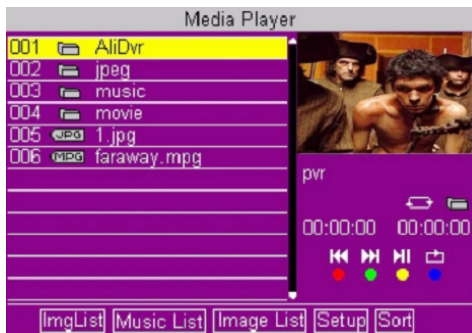 Media Player
001 AliDvr
002 jpeg
003 music
004 movie
005 JPG 1.jpg
006 MPG faraway.mpg
pvr
00:00:00 00:00:00
ImgList Music List Image List Setup Sort